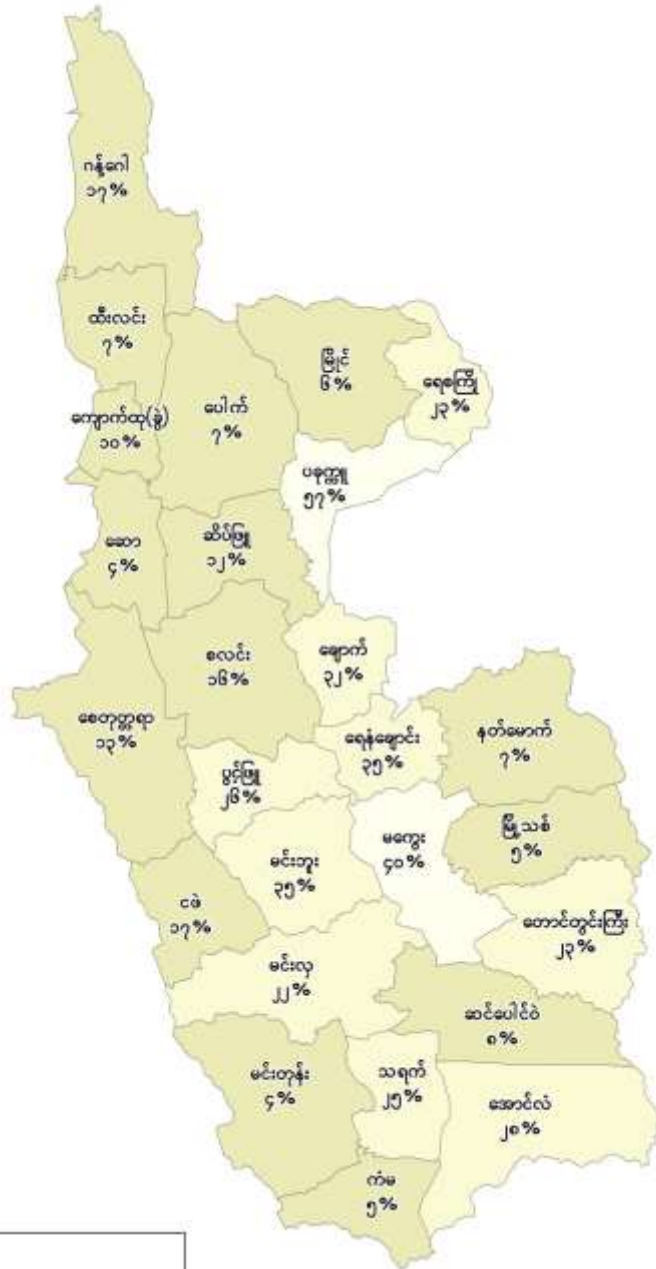 ဂန့်ဂေါ
၁၇%
ထီးလင်း
၇%
မြိုင်
၆%
ရေစကြို
၂၃%
ကျောက်ထု(ခွဲ)
၁၀%
ပေါက်
၇%
ပခုက္ကူ
၅၇%
ဆော
၄%
ဆိပ်ဖြူ
၁၂%
စလင်း
၁၆%
ချောက်
၃၂%
စေတုတ္တရာ
၁၃%
ရေနံချောင်း
၃၅%
နတ်မောက်
၇%
ပွင့်ဖြူ
၂၆%
မကွေး
၄၀%
မြို့သစ်
၅%
မင်းဘူး
၃၅%
ငဖဲ
၁၇%
တောင်တွင်းကြီး
၂၃%
မင်းလှ
၂၂%
ဆင်ပေါင်ဝဲ
၈%
မင်းတုန်း
၄%
သရက်
၂၅%
အောင်လံ
၂၈%
ကံမ
၅%